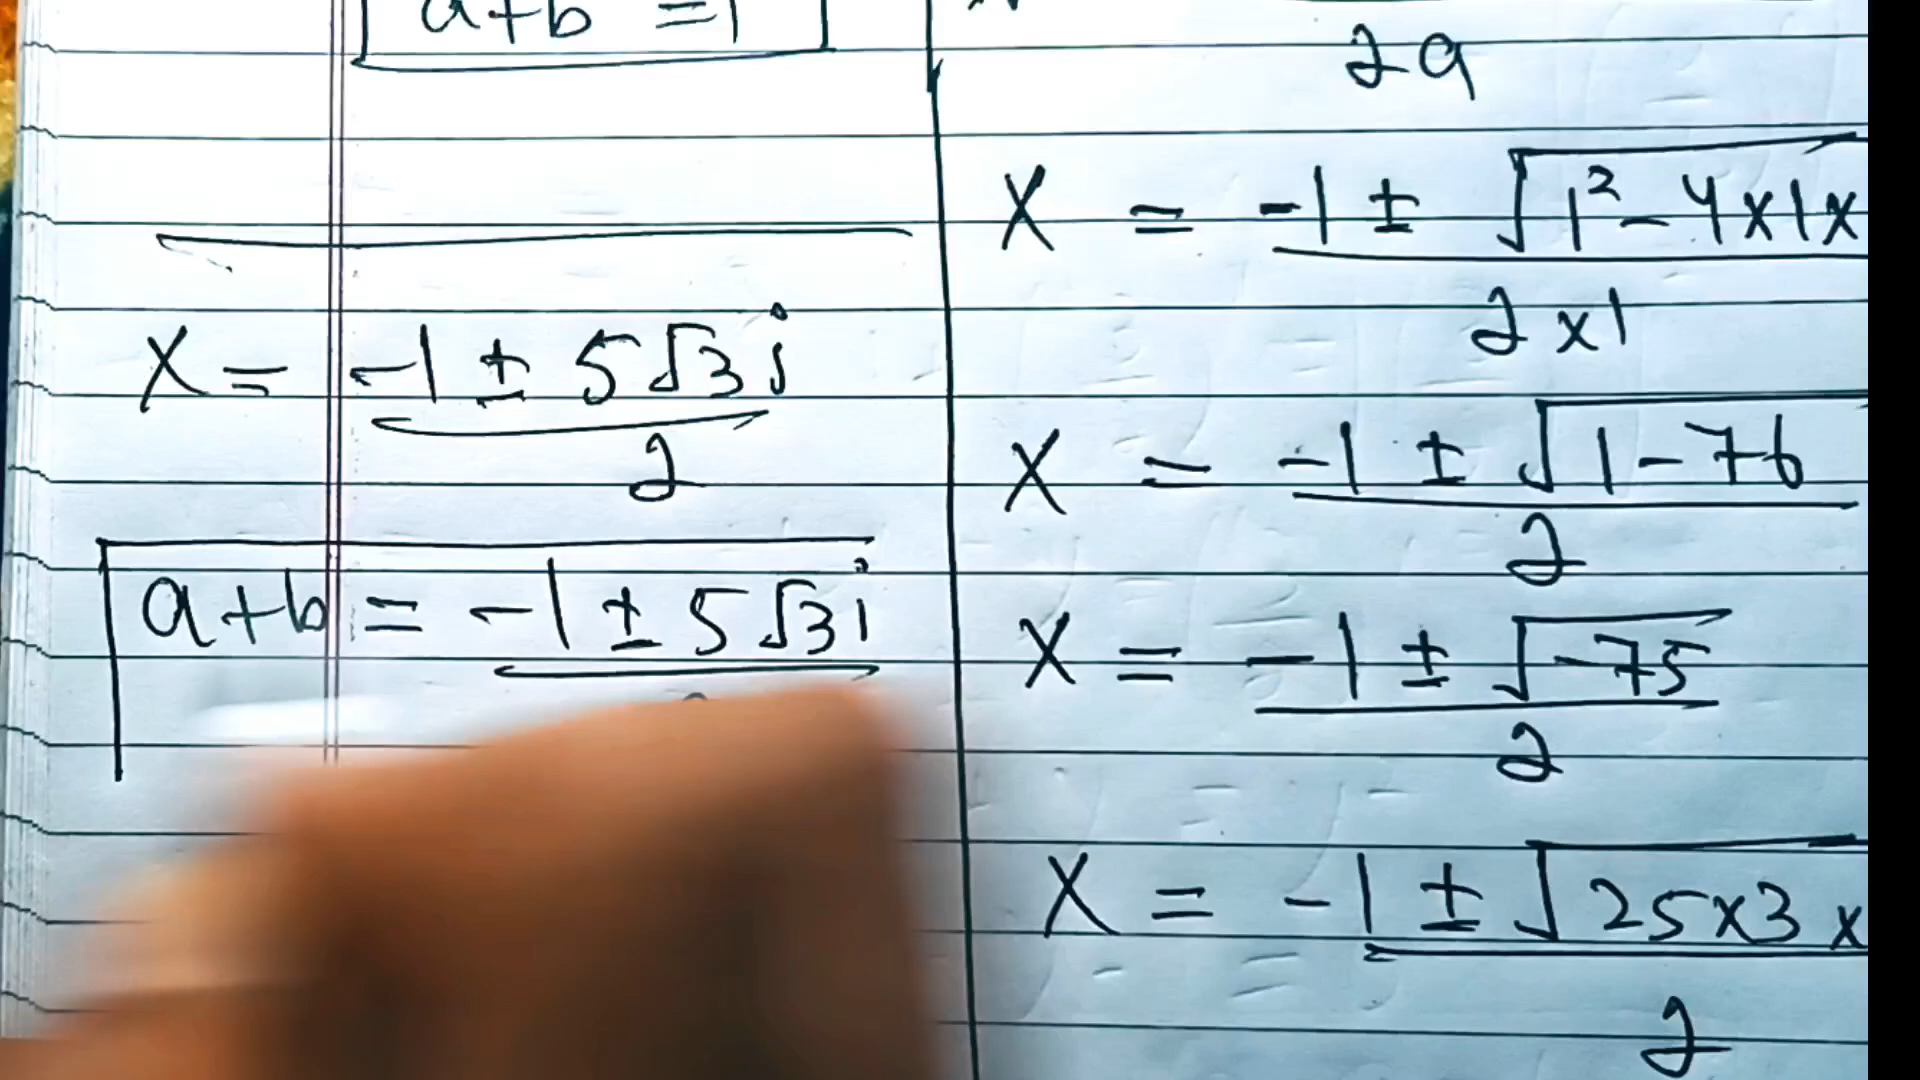 a+b = 1
X = -1 ± 5√3 i
2
a+b = -1 ± 5√3 i
2a
X = -1 ± √1² - 4x1x
2x1
X = -1 ± √1 - 76
2
X = -1 ± √-75
2
X = -1 ± √25x3x
2